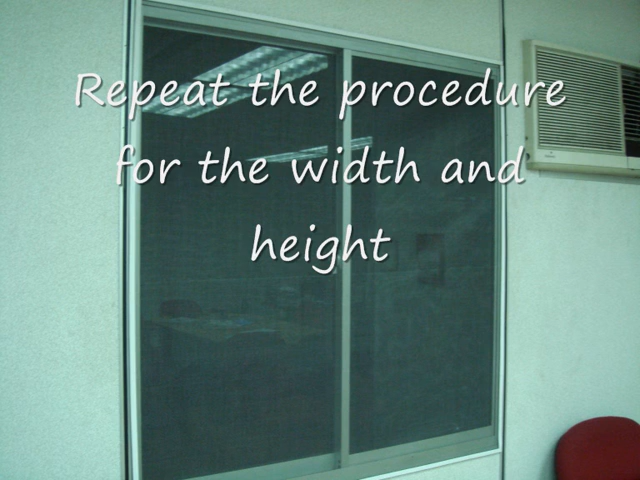 Repeat the procedure
for the width and
height